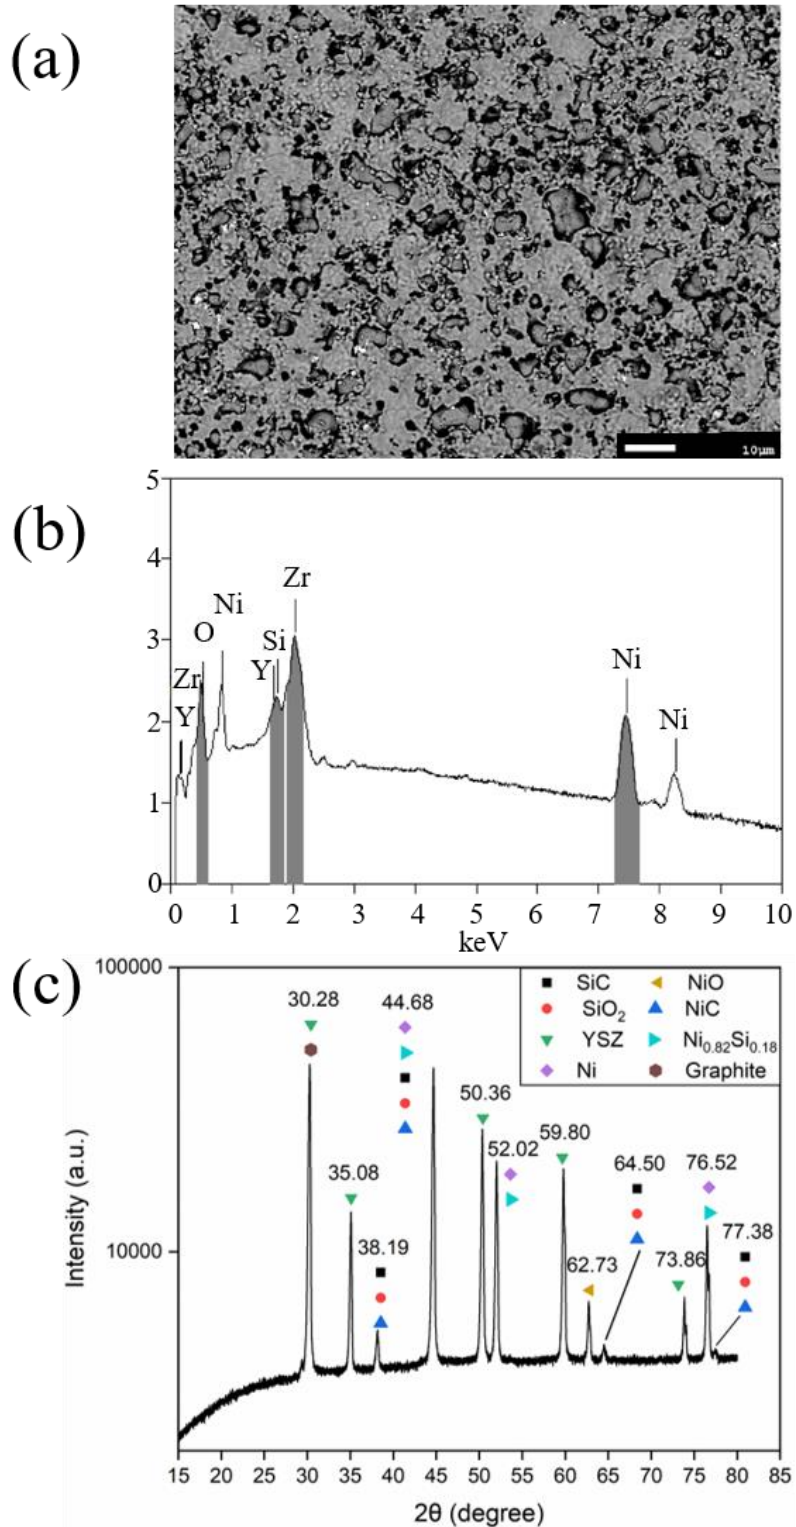 (a)
10μm
(b)
5
4
3
2
1
0
Zr
Y
O
Ni
Y
Si
Zr
Ni
Ni
0 1 2 3 4 5 6 7 8 9 10
keV
(c)
100000
10000
Intensity (a.u.)
30.28
35.08
38.19
44.68
50.36
52.02
59.80
62.73
64.50
73.86
76.52
77.38
SiC NiO
SiO₂ NiC
YSZ Ni₀.₈₂Si₀.₁₈
Ni Graphite
15 20 25 30 35 40 45 50 55 60 65 70 75 80 85
2θ (degree)